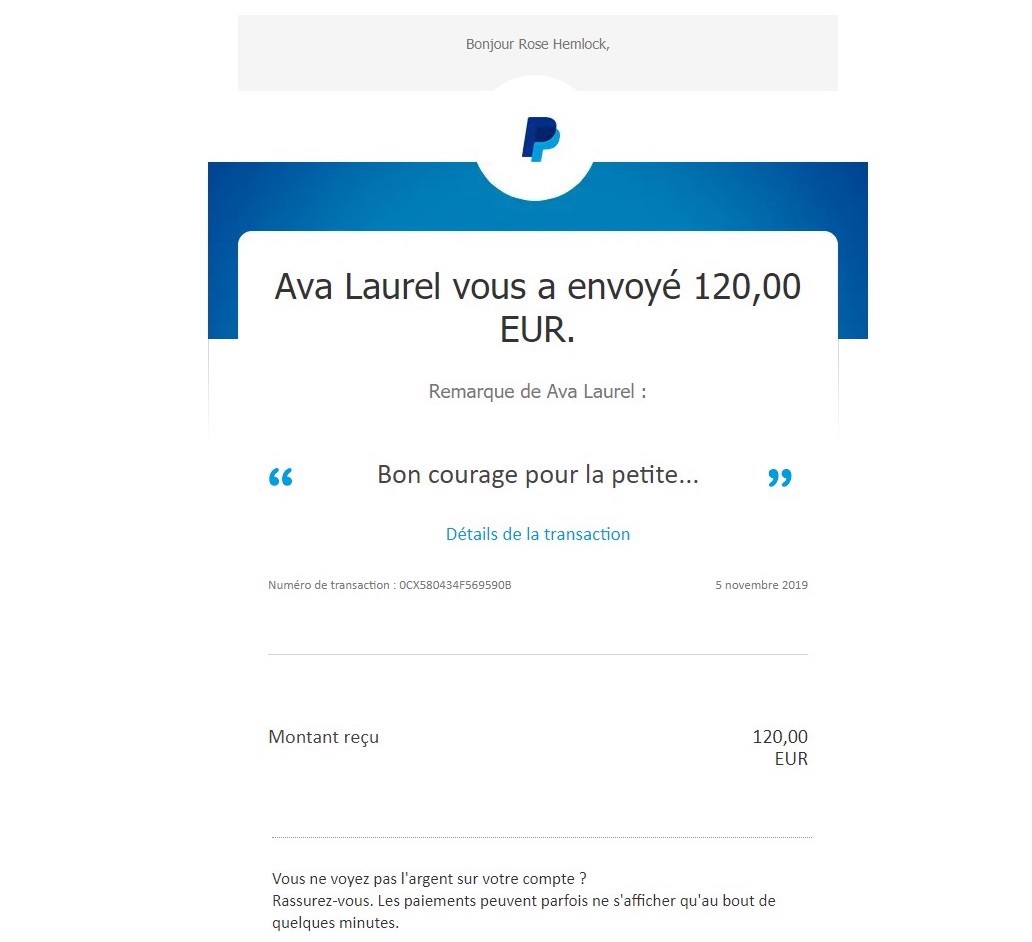 Bonjour Rose Hemlock,
Ava Laurel vous a envoyé 120,00
EUR.
Remarque de Ava Laurel :
“ Bon courage pour la petite... ”
Détails de la transaction
Numéro de transaction : 0CX580434F569590B 5 novembre 2019
Montant reçu 120,00
EUR
Vous ne voyez pas l'argent sur votre compte ?
Rassurez-vous. Les paiements peuvent parfois ne s'afficher qu'au bout de
quelques minutes.